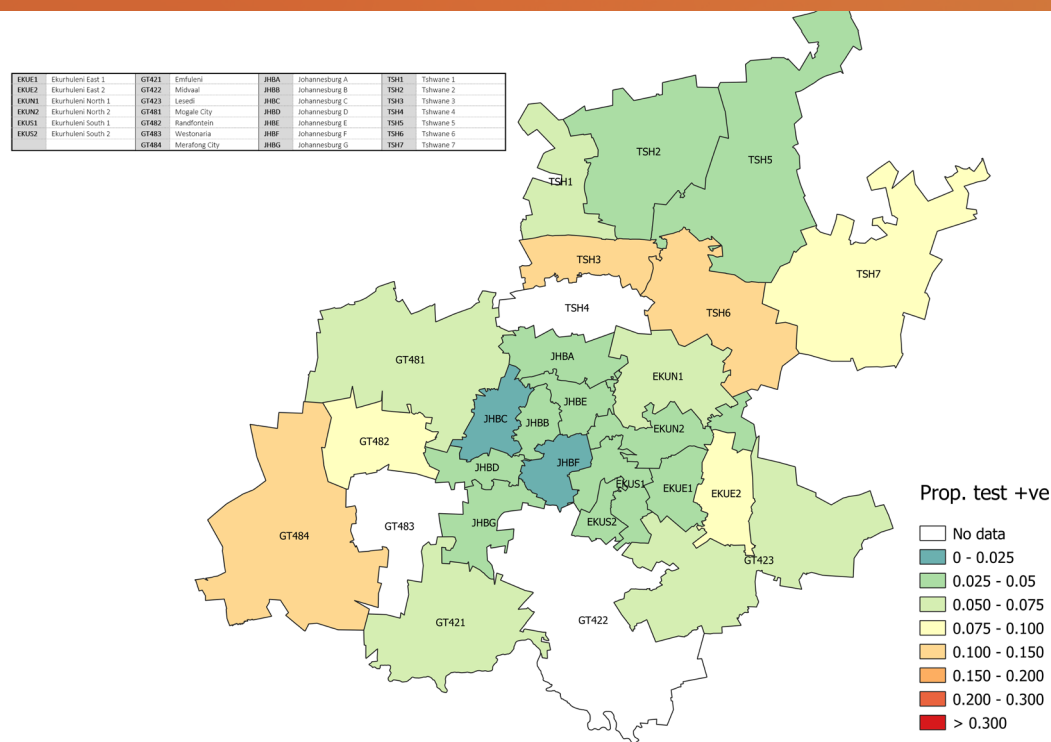 EKUE1 Ekurhuleni East 1 GT421 Emfuleni JHBA Johannesburg A TSH1 Tshwane 1
EKUE2 Ekurhuleni East 2 GT422 Midvaal JHBB Johannesburg B TSH2 Tshwane 2
EKUN1 Ekurhuleni North 1 GT423 Lesedi JHBC Johannesburg C TSH3 Tshwane 3
EKUN2 Ekurhuleni North 2 GT481 Mogale City JHBD Johannesburg D TSH4 Tshwane 4
EKUS1 Ekurhuleni South 1 GT482 Randfontein JHBE Johannesburg E TSH5 Tshwane 5
EKUS2 Ekurhuleni South 2 GT483 Westonaria JHBF Johannesburg F TSH6 Tshwane 6
GT484 Merafong City JHBG Johannesburg G TSH7 Tshwane 7
TSH2
TSH5
TSH1
TSH3
TSH7
TSH4
TSH6
JHBA
GT481
EKUN1
JHBE
JHBC
JHBB
EKUN2
GT482
JHBD
JHBF
EKUS1
EKUE1
EKUE2
GT483
JHBG
EKUS2
GT484
GT423
GT421
GT422
Prop. test +ve
No data
0 - 0.025
0.025 - 0.05
0.050 - 0.075
0.075 - 0.100
0.100 - 0.150
0.150 - 0.200
0.200 - 0.300
> 0.300